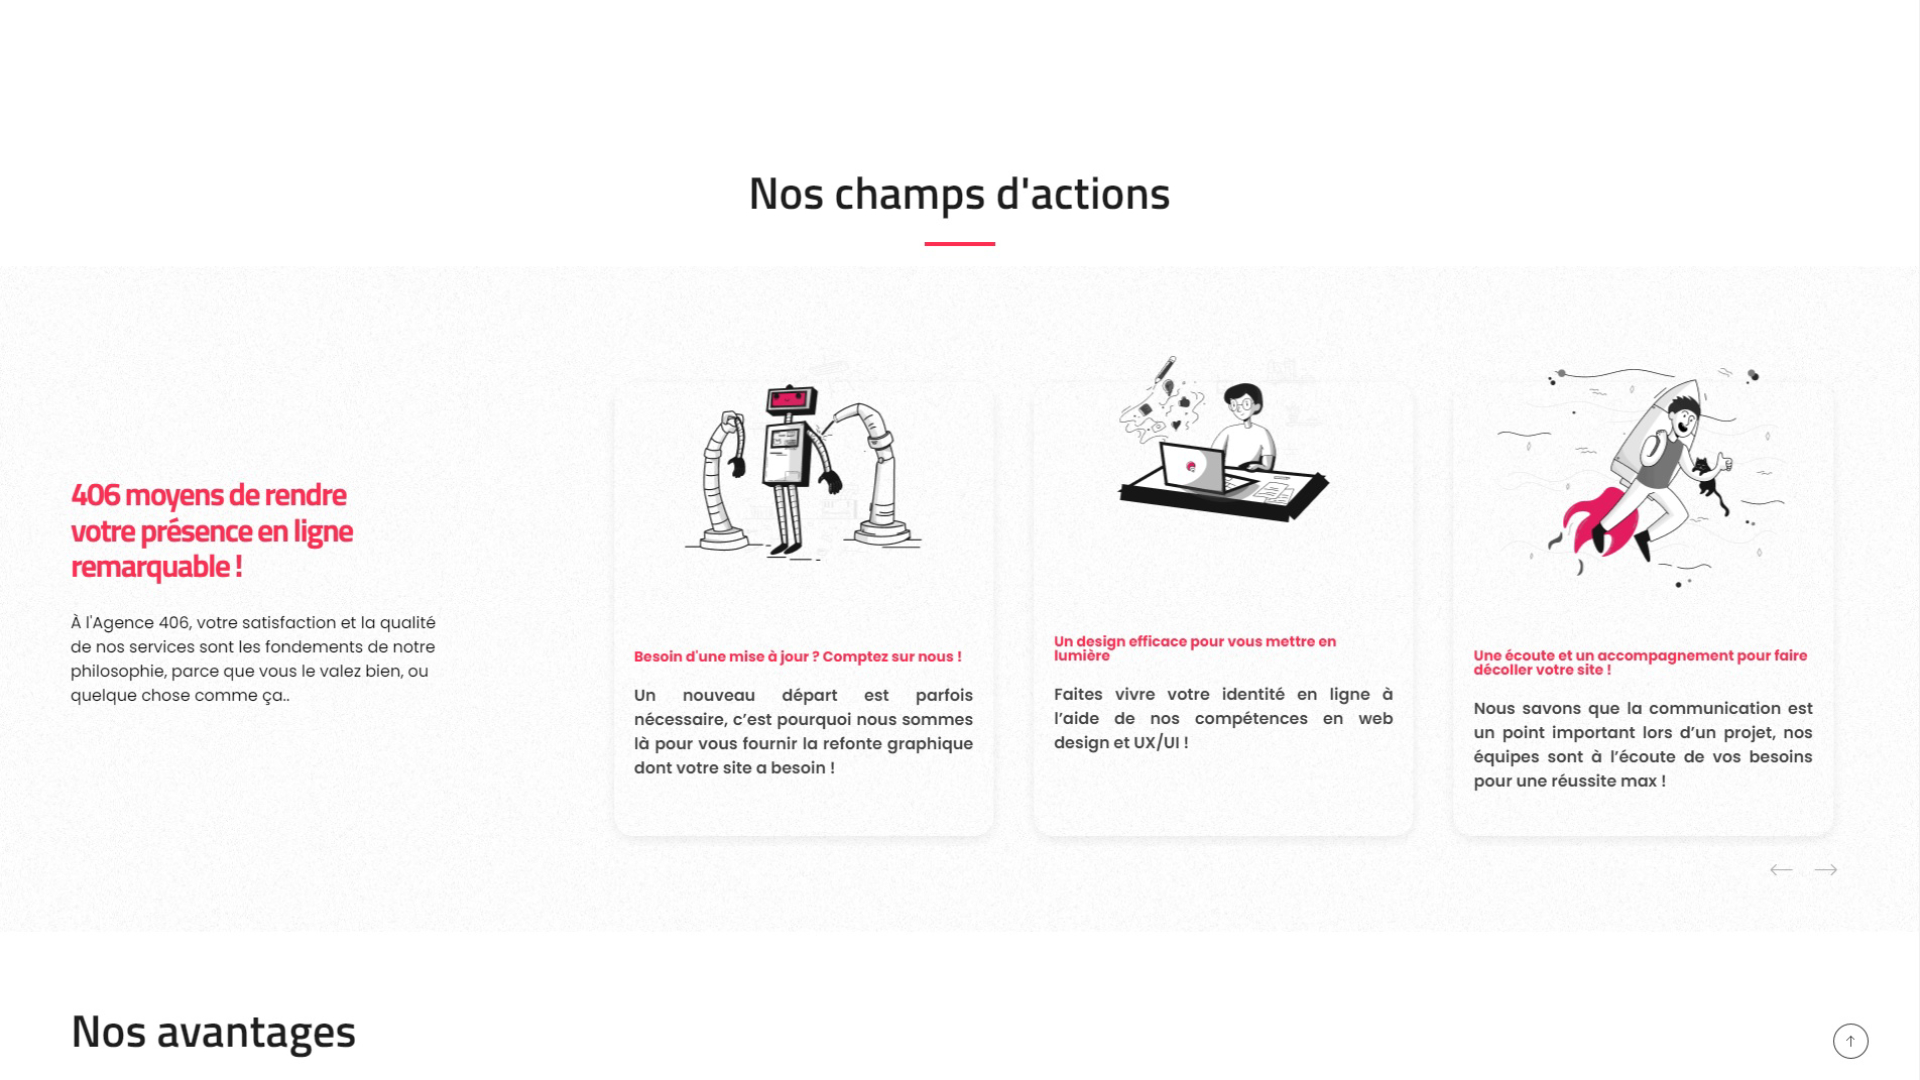 Nos champs d'actions
406 moyens de rendre
votre présence en ligne
remarquable !
À l'Agence 406, votre satisfaction et la qualité
de nos services sont les fondements de notre
philosophie, parce que vous le valez bien, ou
quelque chose comme ça..
Besoin d'une mise à jour ? Comptez sur nous !
Un nouveau départ est parfois
nécessaire, c’est pourquoi nous sommes
là pour vous fournir la refonte graphique
dont votre site a besoin !
Un design efficace pour vous mettre en
lumière
Faites vivre votre identité en ligne à
l’aide de nos compétences en web
design et UX/UI !
Une écoute et un accompagnement pour faire
décoller votre site !
Nous savons que la communication est
un point important lors d’un projet, nos
équipes sont à l’écoute de vos besoins
pour une réussite max !
Nos avantages